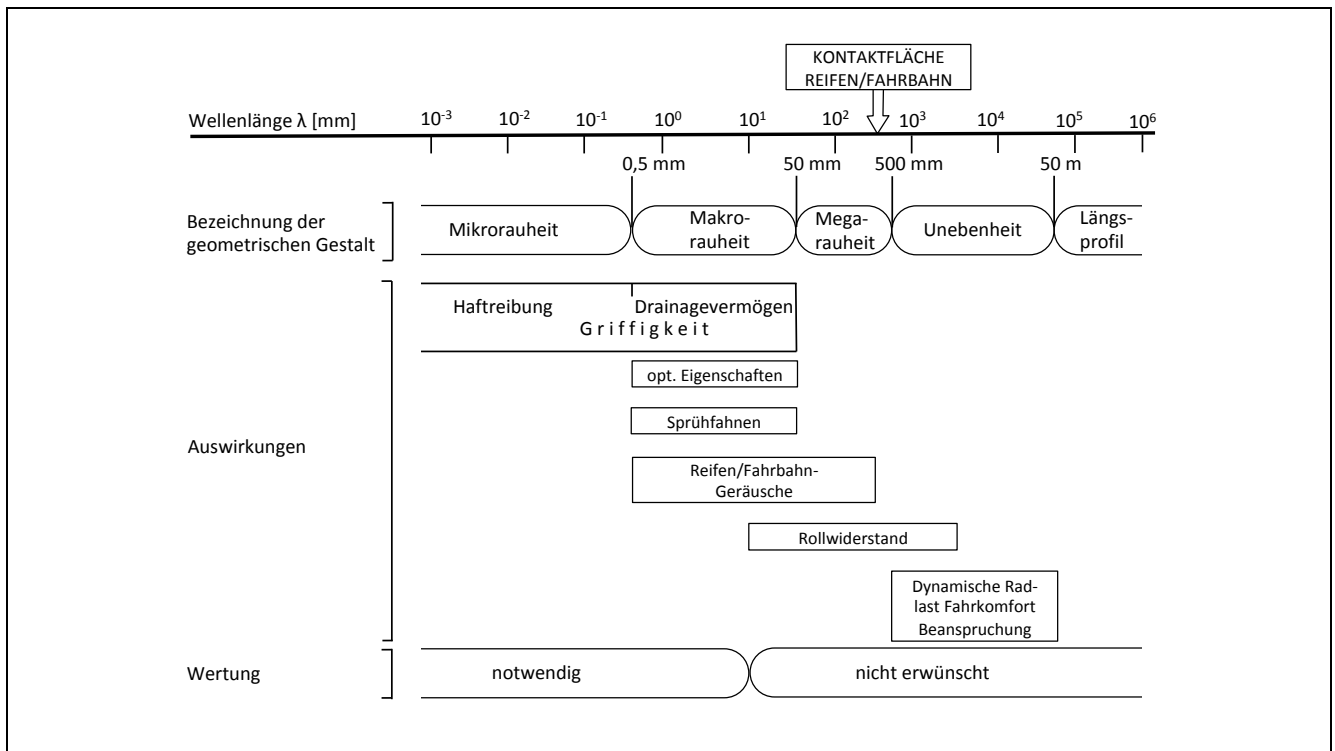 KONTAKTFLÄCHE
REIFEN/FAHRBAHN
Wellenlänge λ [mm]
10⁻³ 10⁻² 10⁻¹ 10⁰ 10¹ 10² 10³ 10⁴ 10⁵ 10⁶
0,5 mm 50 mm 500 mm 50 m
Bezeichnung der
geometrischen Gestalt
Mikrorauheit
Makro-
rauheit
Mega-
rauheit
Unebenheit
Längs-
profil
Auswirkungen
Haftreibung Drainagevermögen
Griffigkeit
opt. Eigenschaften
Sprühfahnen
Reifen/Fahrbahn-
Geräusche
Rollwiderstand
Dynamische Rad-
last Fahrkomfort
Beanspruchung
Wertung
notwendig nicht erwünscht